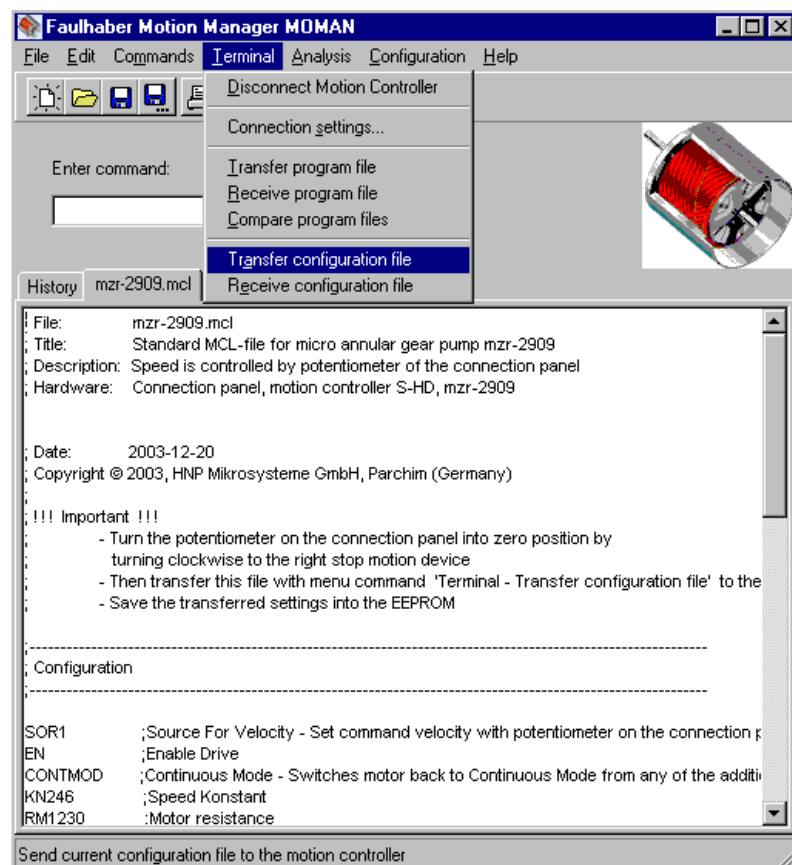 Faulhaber Motion Manager MOMAN
File Edit Commands Terminal Analysis Configuration Help
Disconnect Motion Controller
Connection settings...
Enter command:
Transfer program file
Receive program file
Compare program files
Transfer configuration file
Receive configuration file
History mzr-2909.mcl
; File: mzr-2909.mcl
; Title: Standard MCL-file for micro annular gear pump mzr-2909
; Description: Speed is controlled by potentiometer of the connection panel
; Hardware: Connection panel, motion controller S-HD, mzr-2909
; Date: 2003-12-20
; Copyright © 2003, HNP Mikrosysteme GmbH, Parchim (Germany)
;
; !!! Important !!!
; - Turn the potentiometer on the connection panel into zero position by
; turning clockwise to the right stop motion device
; - Then transfer this file with menu command 'Terminal - Transfer configuration file' to the
; - Save the transferred settings into the EEPROM
;------------------------------------------------------------
; Configuration
;------------------------------------------------------------
SOR1 ;Source For Velocity - Set command velocity with potentiometer on the connection
EN ;Enable Drive
CONTMOD ;Continuous Mode - Switches motor back to Continuous Mode from any of the additi
KN246 ;Speed Konstant
RM1230 ;Motor resistance
Send current configuration file to the motion controller